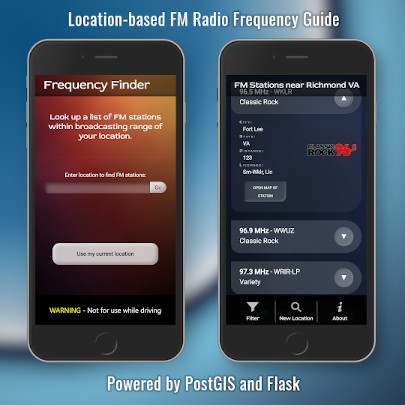 Location-based FM Radio Frequency Guide
Frequency Finder
Look up a list of FM stations
within broadcasting range of
your location.
Enter location to find FM stations:
Go
Use my current location
WARNING - Not for use while driving
FM Stations near Richmond VA
96.5 MHz - WKLR
Classic Rock
City:
Fort Lee
State:
VA
Distance:
123
Licensee:
Sm-Wklr, Llc
CLASSIC
ROCK 96.5
OPEN MAP OF
STATION
96.9 MHz - WWUZ
Classic Rock
97.3 MHz - WRIR-LP
Variety
Filter
New Location
About
Powered by PostGIS and Flask